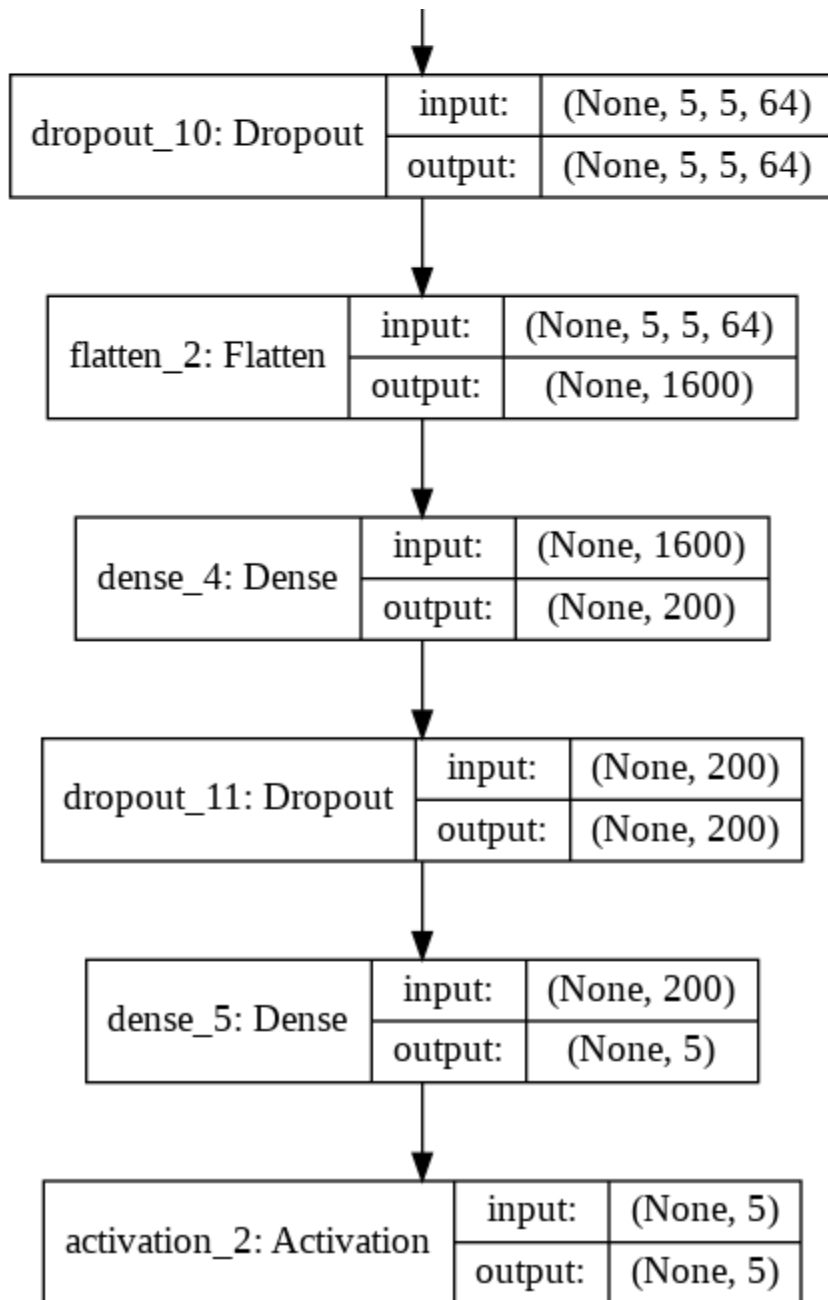 dropout_10: Dropout
input:
(None, 5, 5, 64)
output:
(None, 5, 5, 64)
flatten_2: Flatten
input:
(None, 5, 5, 64)
output:
(None, 1600)
dense_4: Dense
input:
(None, 1600)
output:
(None, 200)
dropout_11: Dropout
input:
(None, 200)
output:
(None, 200)
dense_5: Dense
input:
(None, 200)
output:
(None, 5)
activation_2: Activation
input:
(None, 5)
output:
(None, 5)